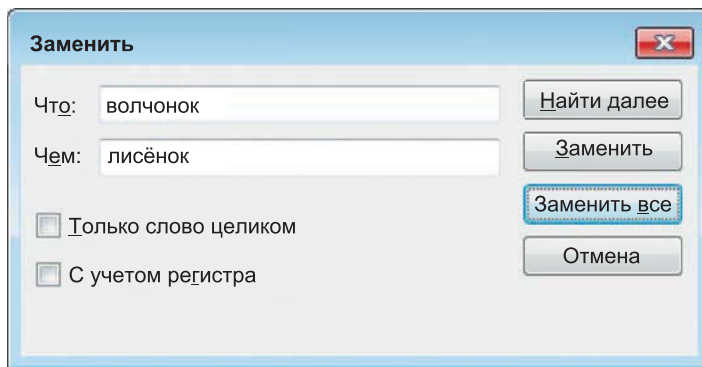 Заменить
Что: волчонок
Найти далее
Чем: лисёнок
Заменить
Заменить все
Только слово целиком
Отмена
С учетом регистра